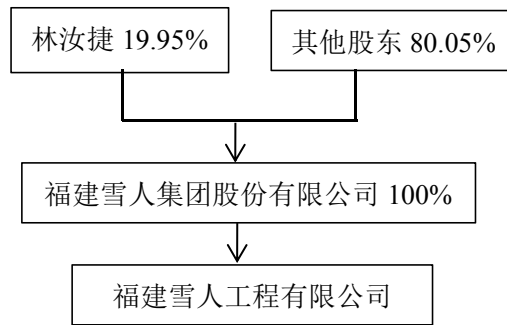 林汝捷 19.95%
其他股东 80.05%
福建雪人集团股份有限公司 100%
福建雪人工程有限公司